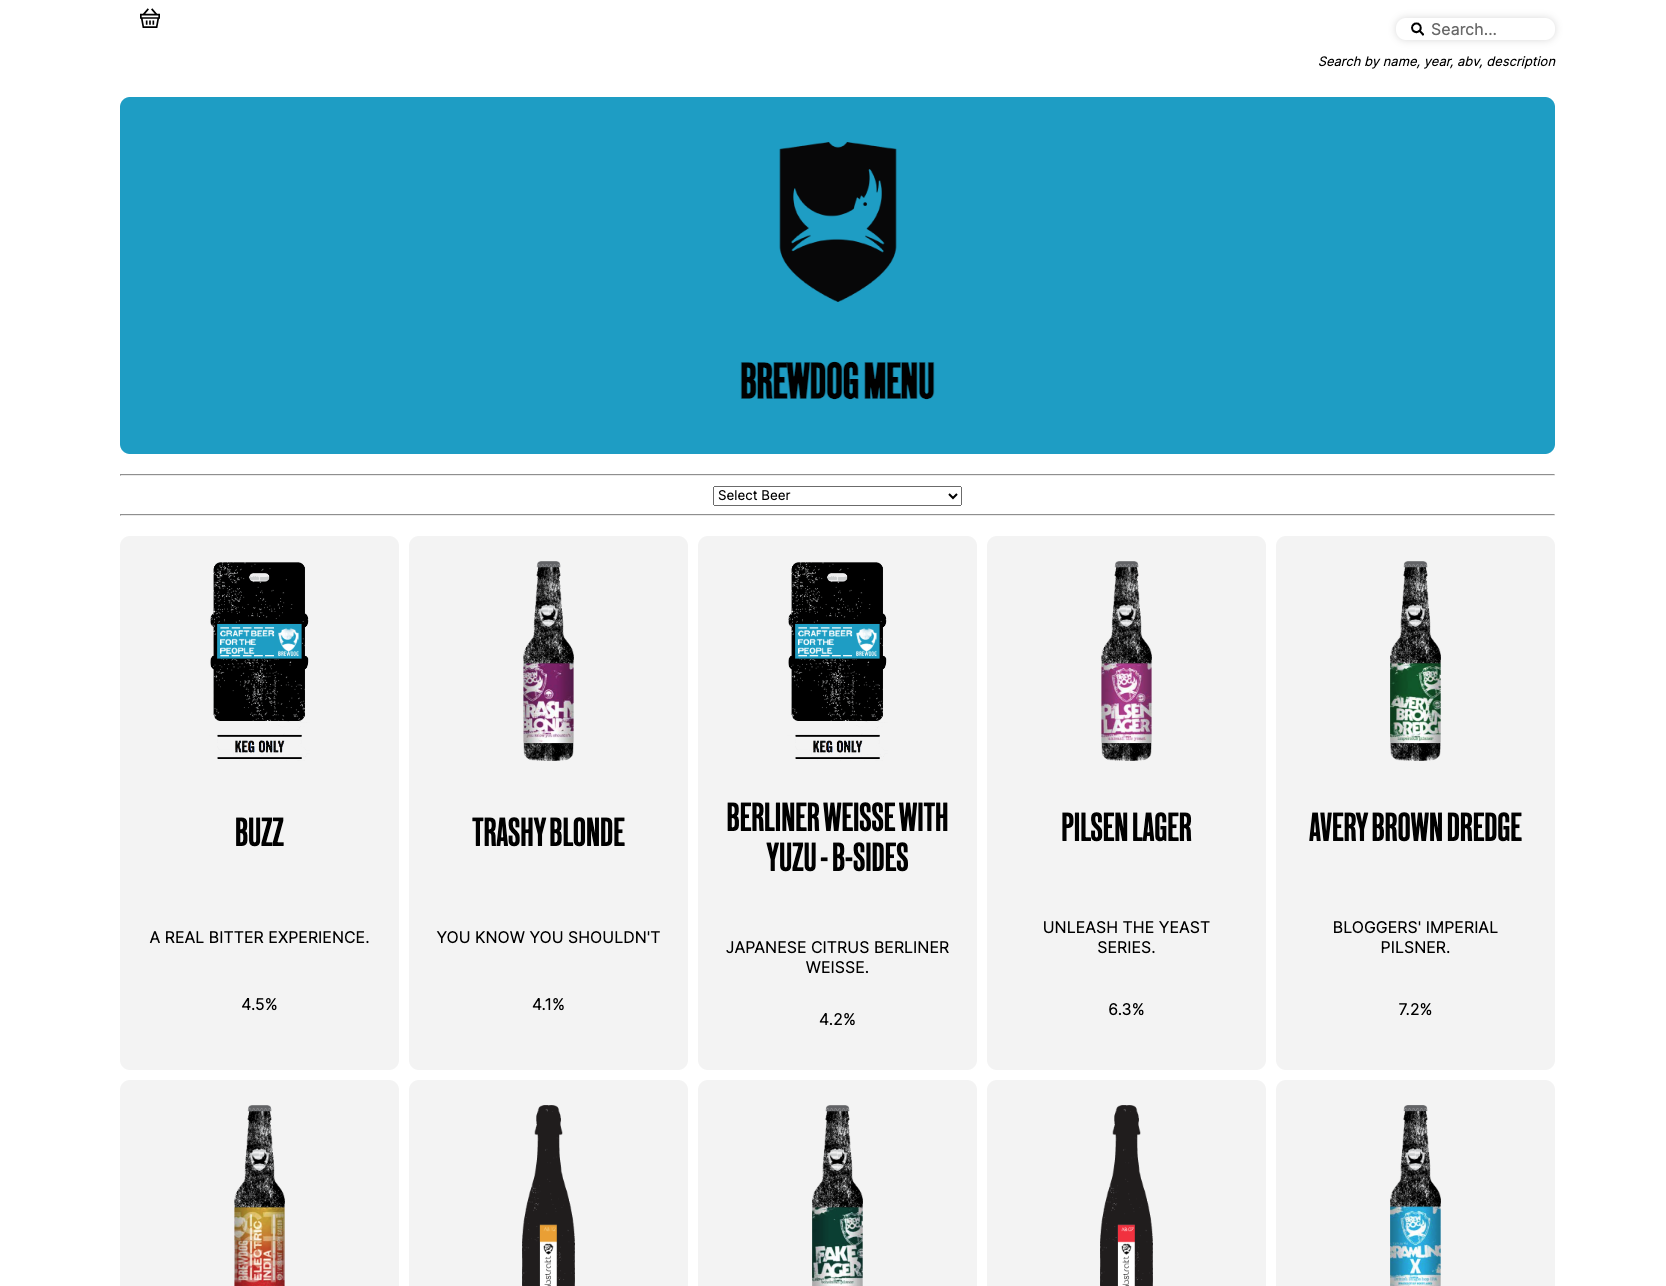 Search...
Search by name, year, abv, description
BREWDOG MENU
Select Beer
CRAFT BEER
FOR THE
PEOPLE
BREWDOG
KEG ONLY
TRASHY
BLONDE
CRAFT BEER
FOR THE
PEOPLE
BREWDOG
KEG ONLY
PILSEN
LAGER
AVERY
BROWN
DREDGE
BUZZ
TRASHY BLONDE
BERLINER WEISSE WITH
YUZU - B-SIDES
PILSEN LAGER
AVERY BROWN DREDGE
A REAL BITTER EXPERIENCE.
YOU KNOW YOU SHOULDN'T
JAPANESE CITRUS BERLINER
WEISSE.
UNLEASH THE YEAST
SERIES.
BLOGGERS' IMPERIAL
PILSNER.
4.5%
4.1%
4.2%
6.3%
7.2%
BREWDOG
ELECTRIC
INDIA
FAKE
LAGER
BRAMLING
X